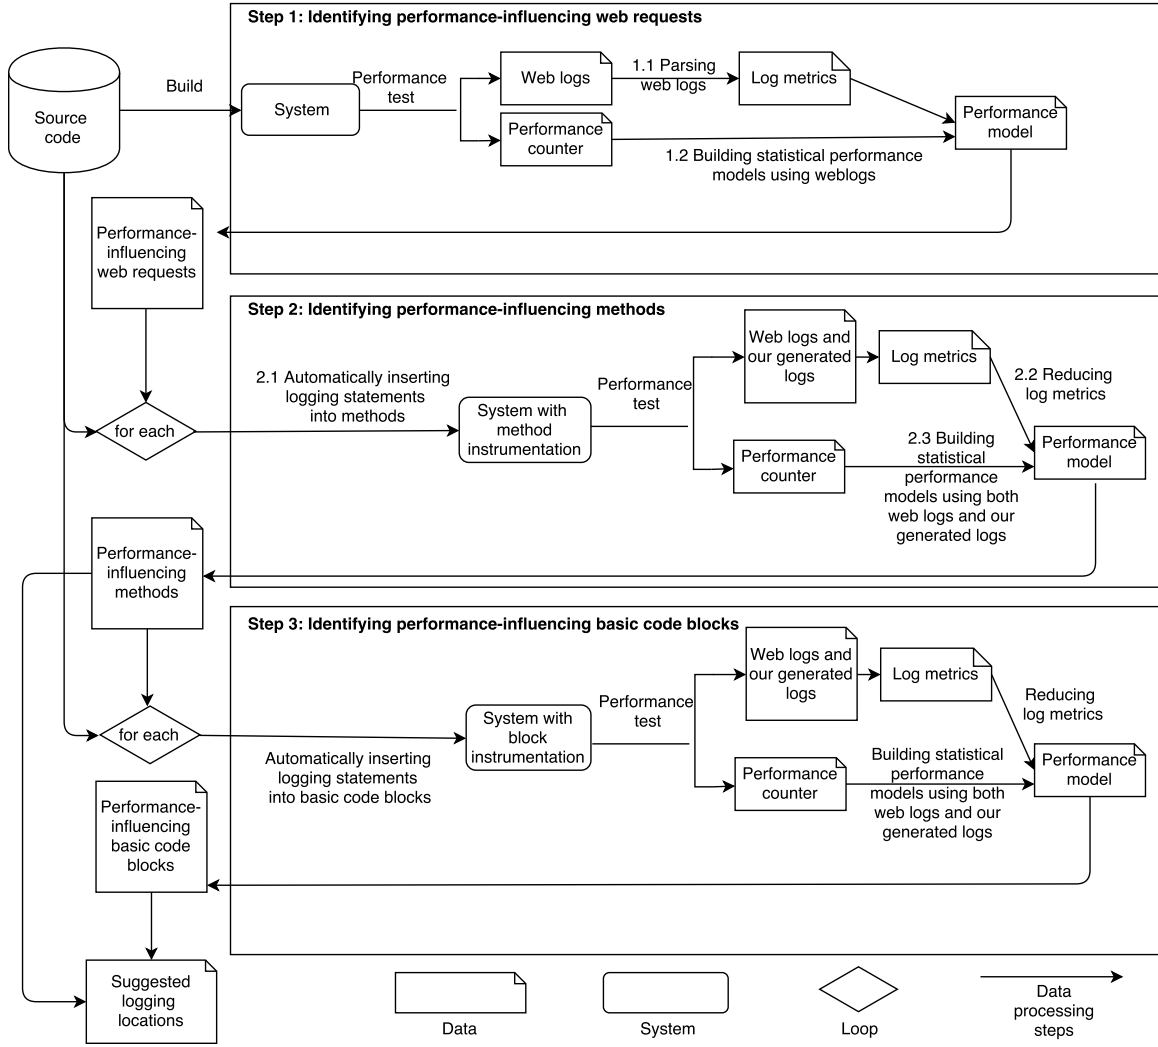 Step 1: Identifying performance-influencing web requests
Source
code
Build
System
Performance
test
Web logs
Performance
counter
1.1 Parsing
web logs
Log metrics
1.2 Building statistical performance
models using weblogs
Performance
model
Performance-
influencing
web requests
Step 2: Identifying performance-influencing methods
for each
2.1 Automatically inserting
logging statements
into methods
System with
method
instrumentation
Performance
test
Web logs and
our generated
logs
Log metrics
2.2 Reducing
log metrics
Performance
counter
2.3 Building
statistical
performance
models using both
web logs and our
generated logs
Performance
model
Performance-
influencing
methods
Step 3: Identifying performance-influencing basic code blocks
for each
Automatically inserting
logging statements
into basic code blocks
System with
block
instrumentation
Performance
test
Web logs and
our generated
logs
Log metrics
Reducing
log metrics
Performance
counter
Building statistical
performance
models using both
web logs and our
generated logs
Performance
model
Performance-
influencing
basic code
blocks
Suggested
logging
locations
Data
System
Loop
Data
processing
steps